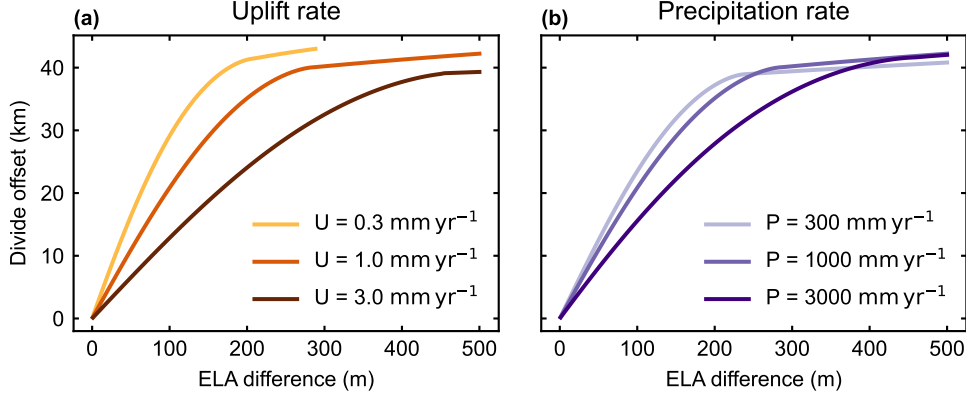 (a) Uplift rate
Divide offset (km)
40
30
20
10
0
U = 0.3 mm yr⁻¹
U = 1.0 mm yr⁻¹
U = 3.0 mm yr⁻¹
0 100 200 300 400 500
ELA difference (m)
(b) Precipitation rate
P = 300 mm yr⁻¹
P = 1000 mm yr⁻¹
P = 3000 mm yr⁻¹
0 100 200 300 400 500
ELA difference (m)